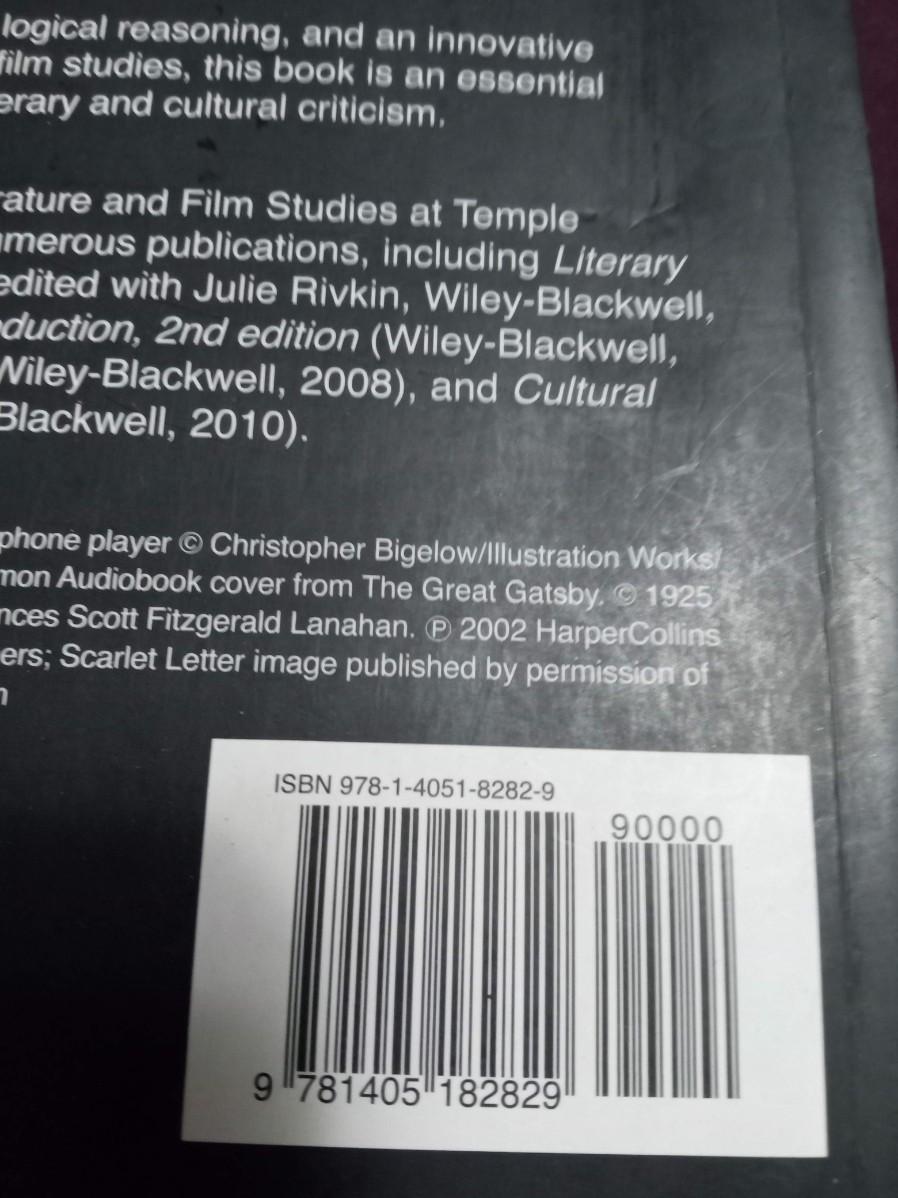 logical reasoning, and an innovative
film studies, this book is an essential
erary and cultural criticism.
rature and Film Studies at Temple
umerous publications, including Literary
edited with Julie Rivkin, Wiley-Blackwell,
duction, 2nd edition (Wiley-Blackwell,
Wiley-Blackwell, 2008), and Cultural
Blackwell, 2010).
phone player © Christopher Bigelow/Illustration Works/
mon Audiobook cover from The Great Gatsby. © 1925
nces Scott Fitzgerald Lanahan. ℗ 2002 HarperCollins
ers; Scarlet Letter image published by permission of
ISBN 978-1-4051-8282-9
90000
9 781405 182829